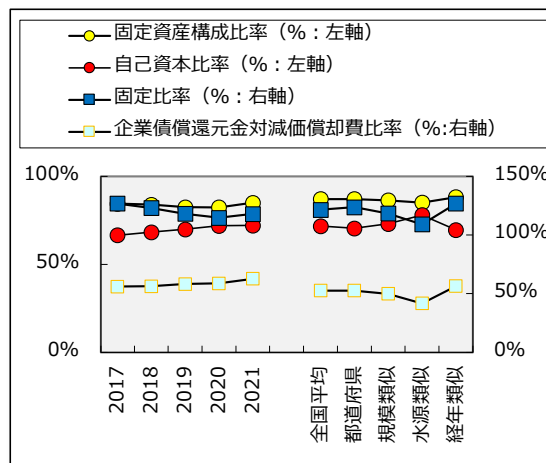 固定資産構成比率（%：左軸）
自己資本比率（%：左軸）
固定比率（%：右軸）
企業債償還元金対減価償却費比率（%:右軸）
100%
50%
0%
150%
100%
50%
0%
2017
2018
2019
2020
2021
全国平均
都道府県
規模類似
水源類似
経年類似